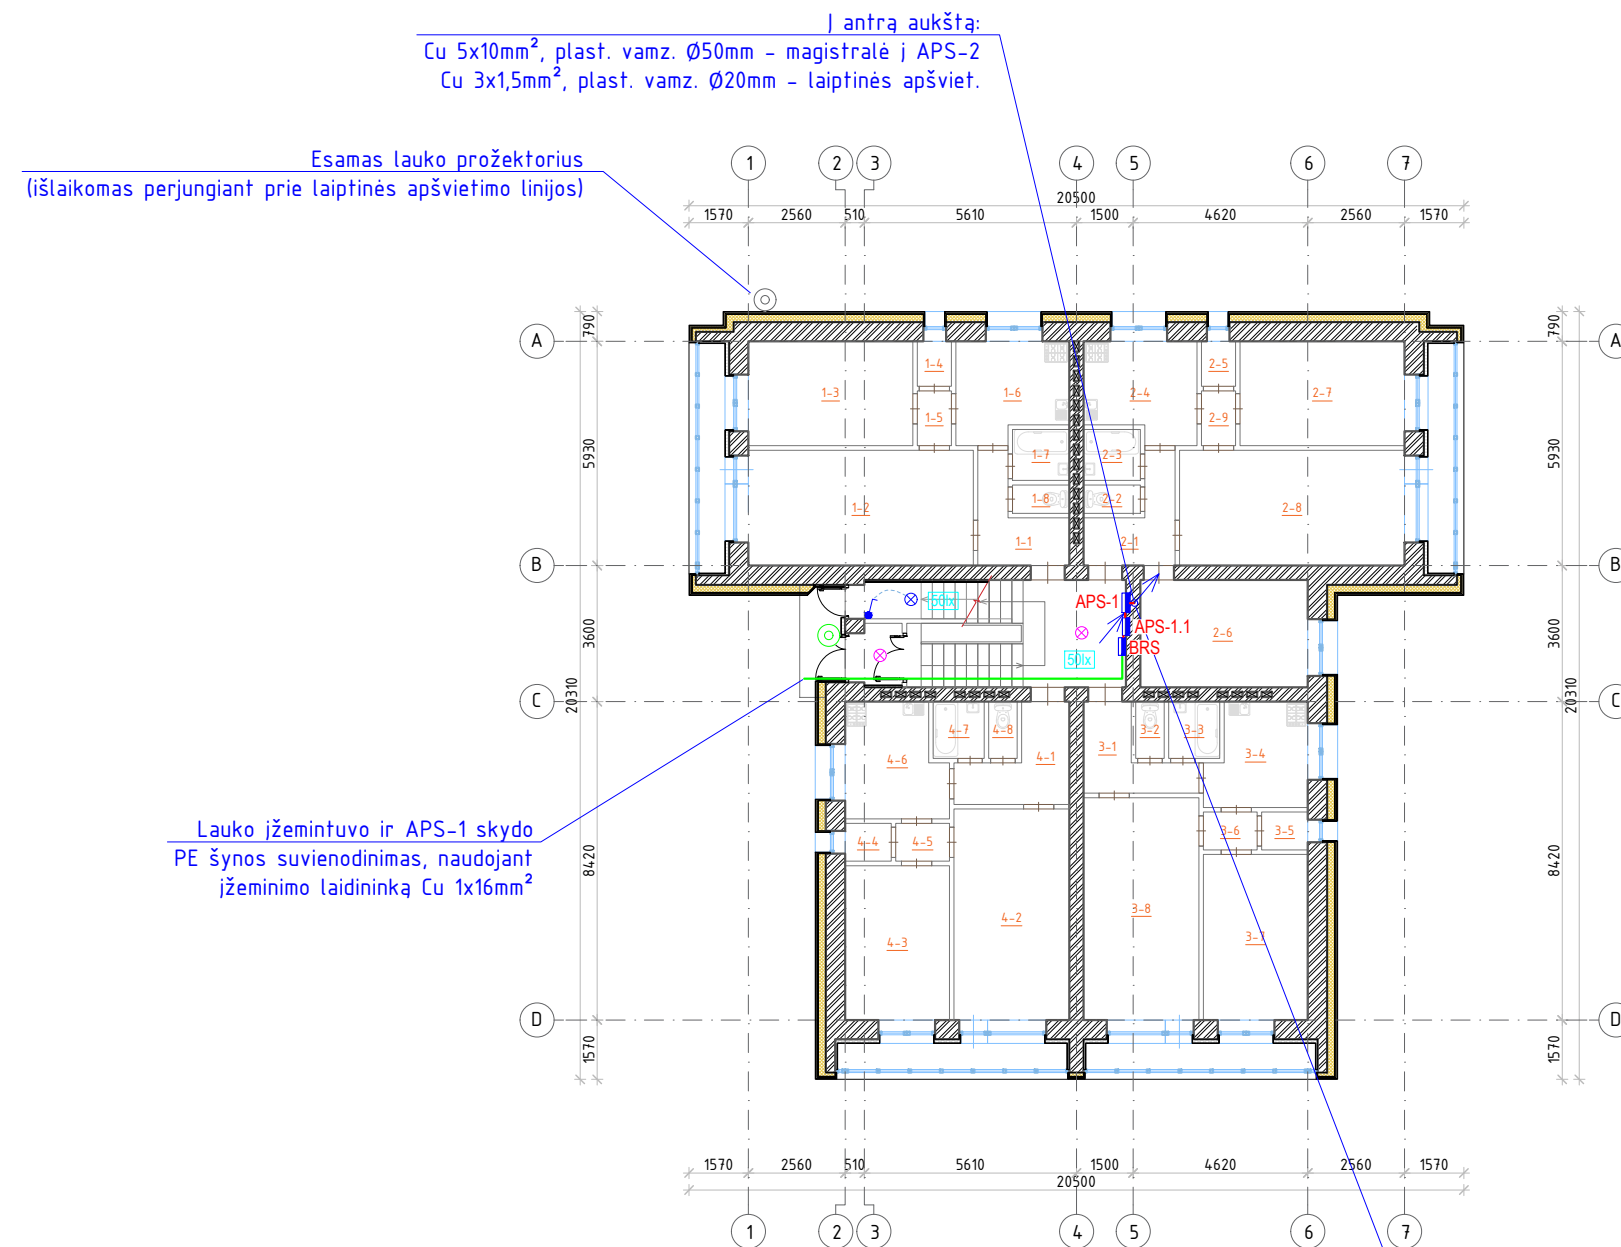 Į antrą aukštą:
Cu 5x10mm², plast. vamz. Ø50mm – magistralė į APS-2
Cu 3x1,5mm², plast. vamz. Ø20mm – laiptinės apšviet.
Esamas lauko prožektorius
(išlaikomas perjungiant prie laiptinės apšvietimo linijos)
1 2 3 4 5 6 7
20500
1570 2560 510 5610 1500 4620 2560 1570
790 790
A A
1-4 2-5
1-3 1-6 2-4 2-7
1-5 2-9
5930 5930
1-7 2-3
1-8 2-2
1-2 2-8
1-1 2-1
B B
50lx APS-1
APS-1.1
3600 2-6 3600
BRS
50lx
C C
20310 20310
4-7 4-8 3-2 3-3
4-6 4-1 3-1 3-4
Lauko įžemintuvo ir APS-1 skydo
PE šynos suvienodinimas, naudojant
įžeminimo laidininką Cu 1x16mm²
4-4 4-5 3-6 3-5
8420 8420
4-3 4-2 3-8 3-7
D D
1570 1570
1570 2560 510 5610 1500 4620 2560 1570
20500
1 2 3 4 5 6 7